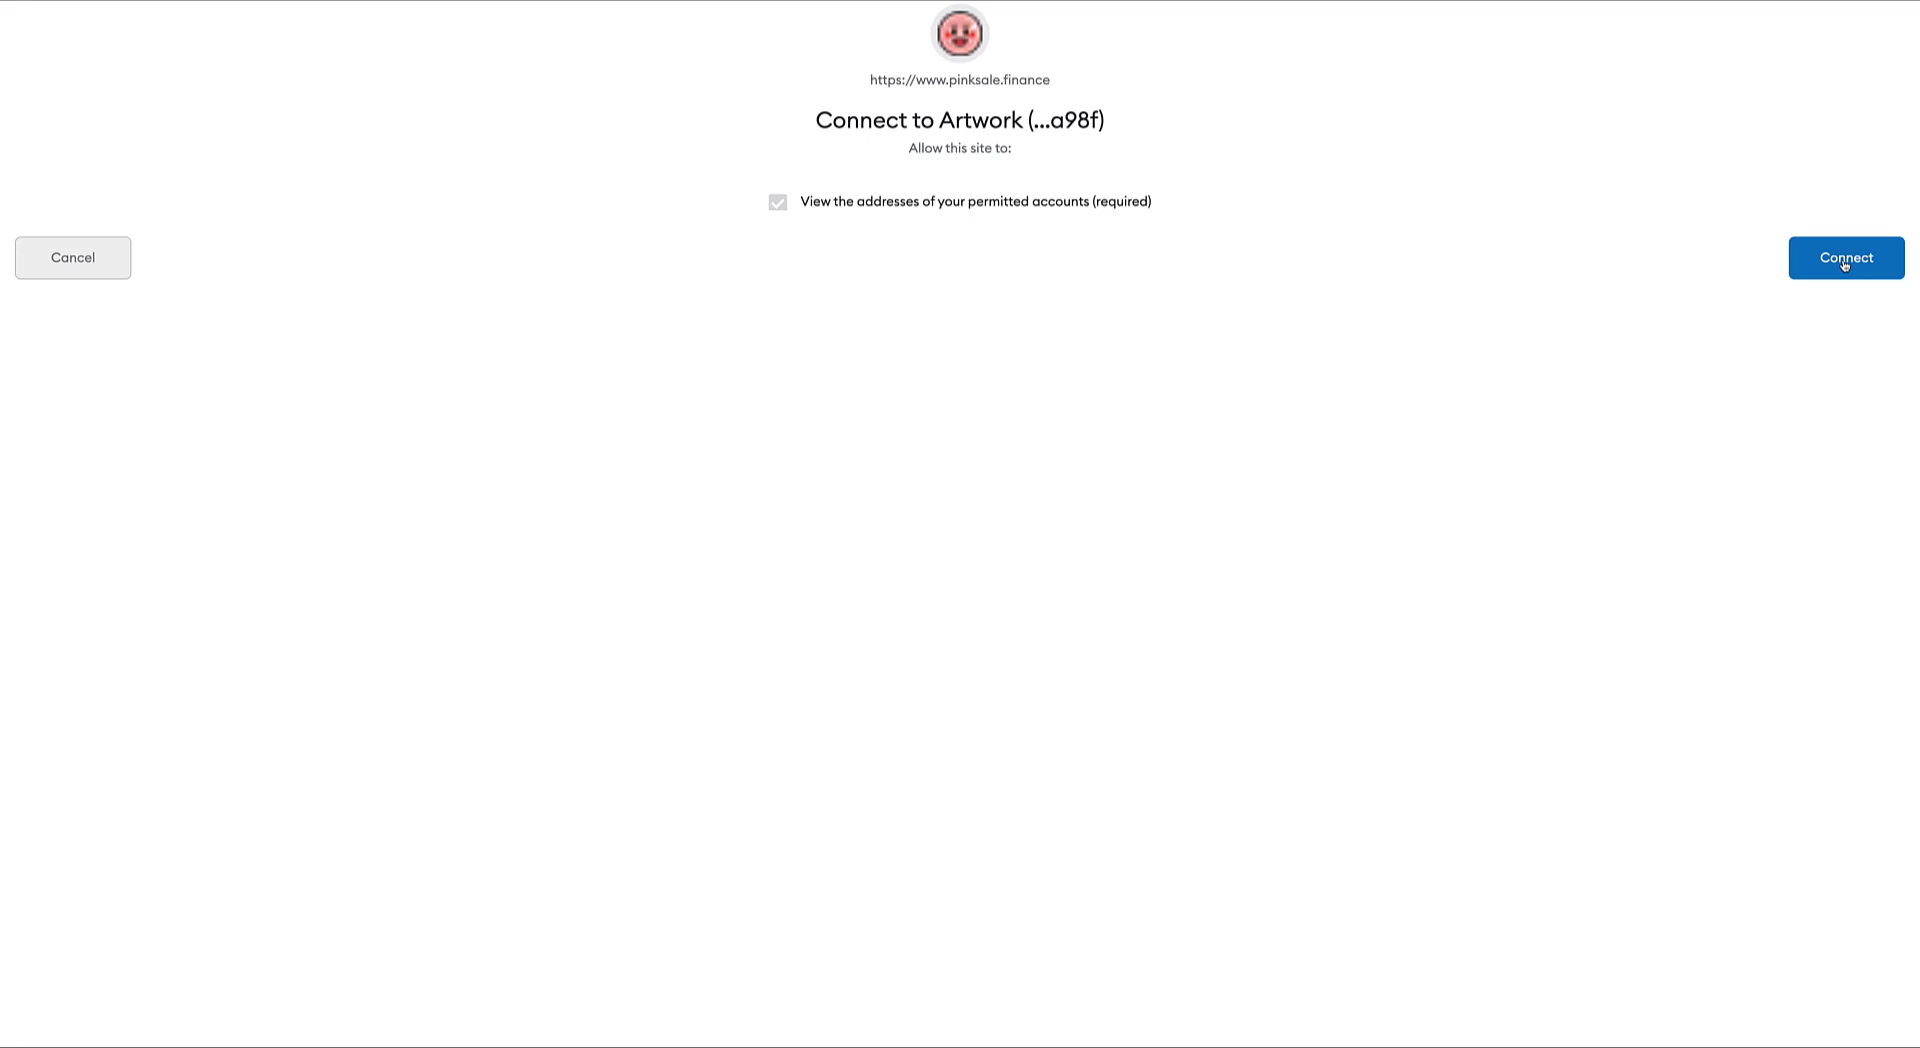 https://www.pinksale.finance
Connect to Artwork (...a98f)
Allow this site to:
View the addresses of your permitted accounts (required)
Cancel
Connect